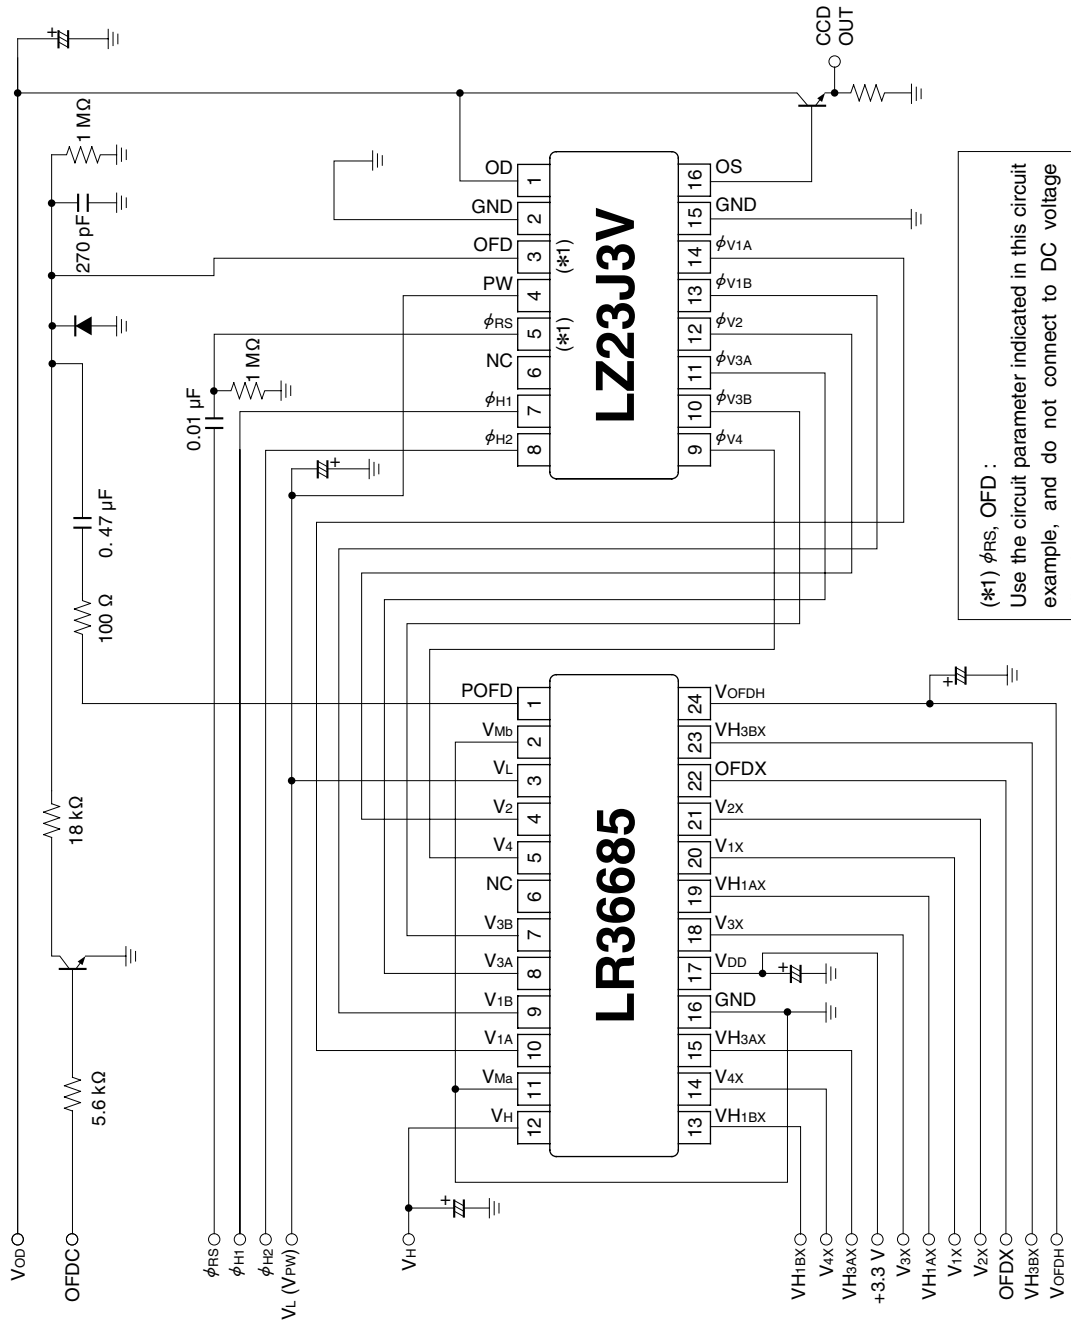 VOD
OFDC
ϕRS
ϕH1
ϕH2
VL (VPW)
VH
VH1BX
V4X
VH3AX
+3.3 V
V3X
VH1AX
V1X
V2X
OFDX
VH3BX
VOFDH
5.6 kΩ
18 kΩ
100 Ω
0.47 µF
0.01 µF
1 MΩ
270 pF
1 MΩ
+
+
+
+
+
+
CCD
OUT
LR36685
VH
12
VMa
11
V1A
10
V1B
9
V3A
8
V3B
7
NC
6
V4
5
V2
4
VL
3
VMb
2
POFD
1
13
VH1BX
14
V4X
15
VH3AX
16
GND
17
VDD
18
V3X
19
VH1AX
20
V1X
21
V2X
22
OFDX
23
VH3BX
24
VOFDH
LZ23J3V
ϕH2
8
ϕH1
7
NC
6
ϕRS
5
(*1)
PW
4
OFD
3
(*1)
GND
2
OD
1
9
ϕV4
10
ϕV3B
11
ϕV3A
12
ϕV2
13
ϕV1B
14
ϕV1A
15
GND
16
OS
(*1) ϕRS, OFD :
Use the circuit parameter indicated in this circuit
example, and do not connect to DC voltage